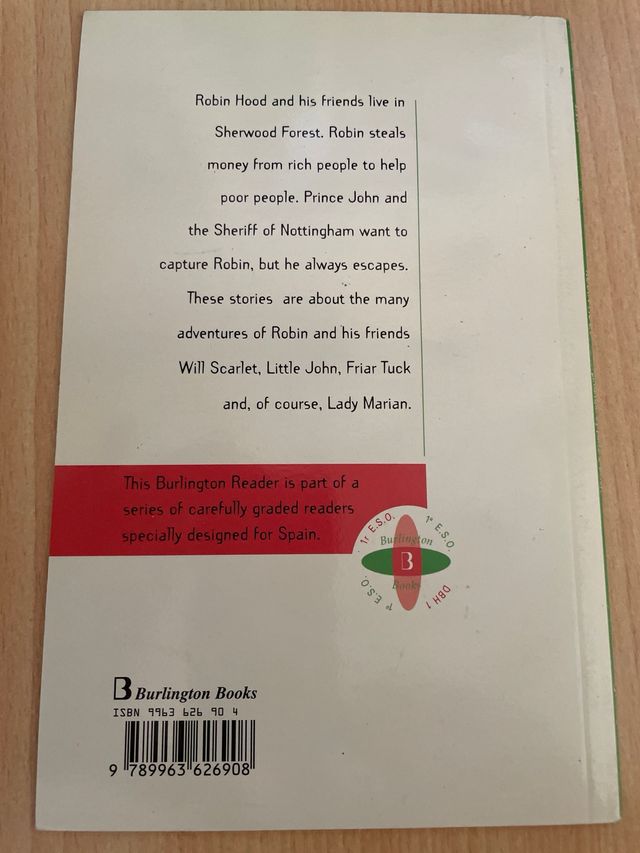 Robin Hood and his friends live in
Sherwood Forest. Robin steals
money from rich people to help
poor people. Prince John and
the Sheriff of Nottingham want to
capture Robin, but he always escapes.
These stories are about the many
adventures of Robin and his friends
Will Scarlet, Little John, Friar Tuck
and, of course, Lady Marian.
This Burlington Reader is part of a
series of carefully graded readers
specially designed for Spain.
1r E.S.O.
1º E.S.O.
Burlington
B
Books
1º E.S.O.
DBH 1
B Burlington Books
ISBN 9963 626 90 4
9 789963 626908